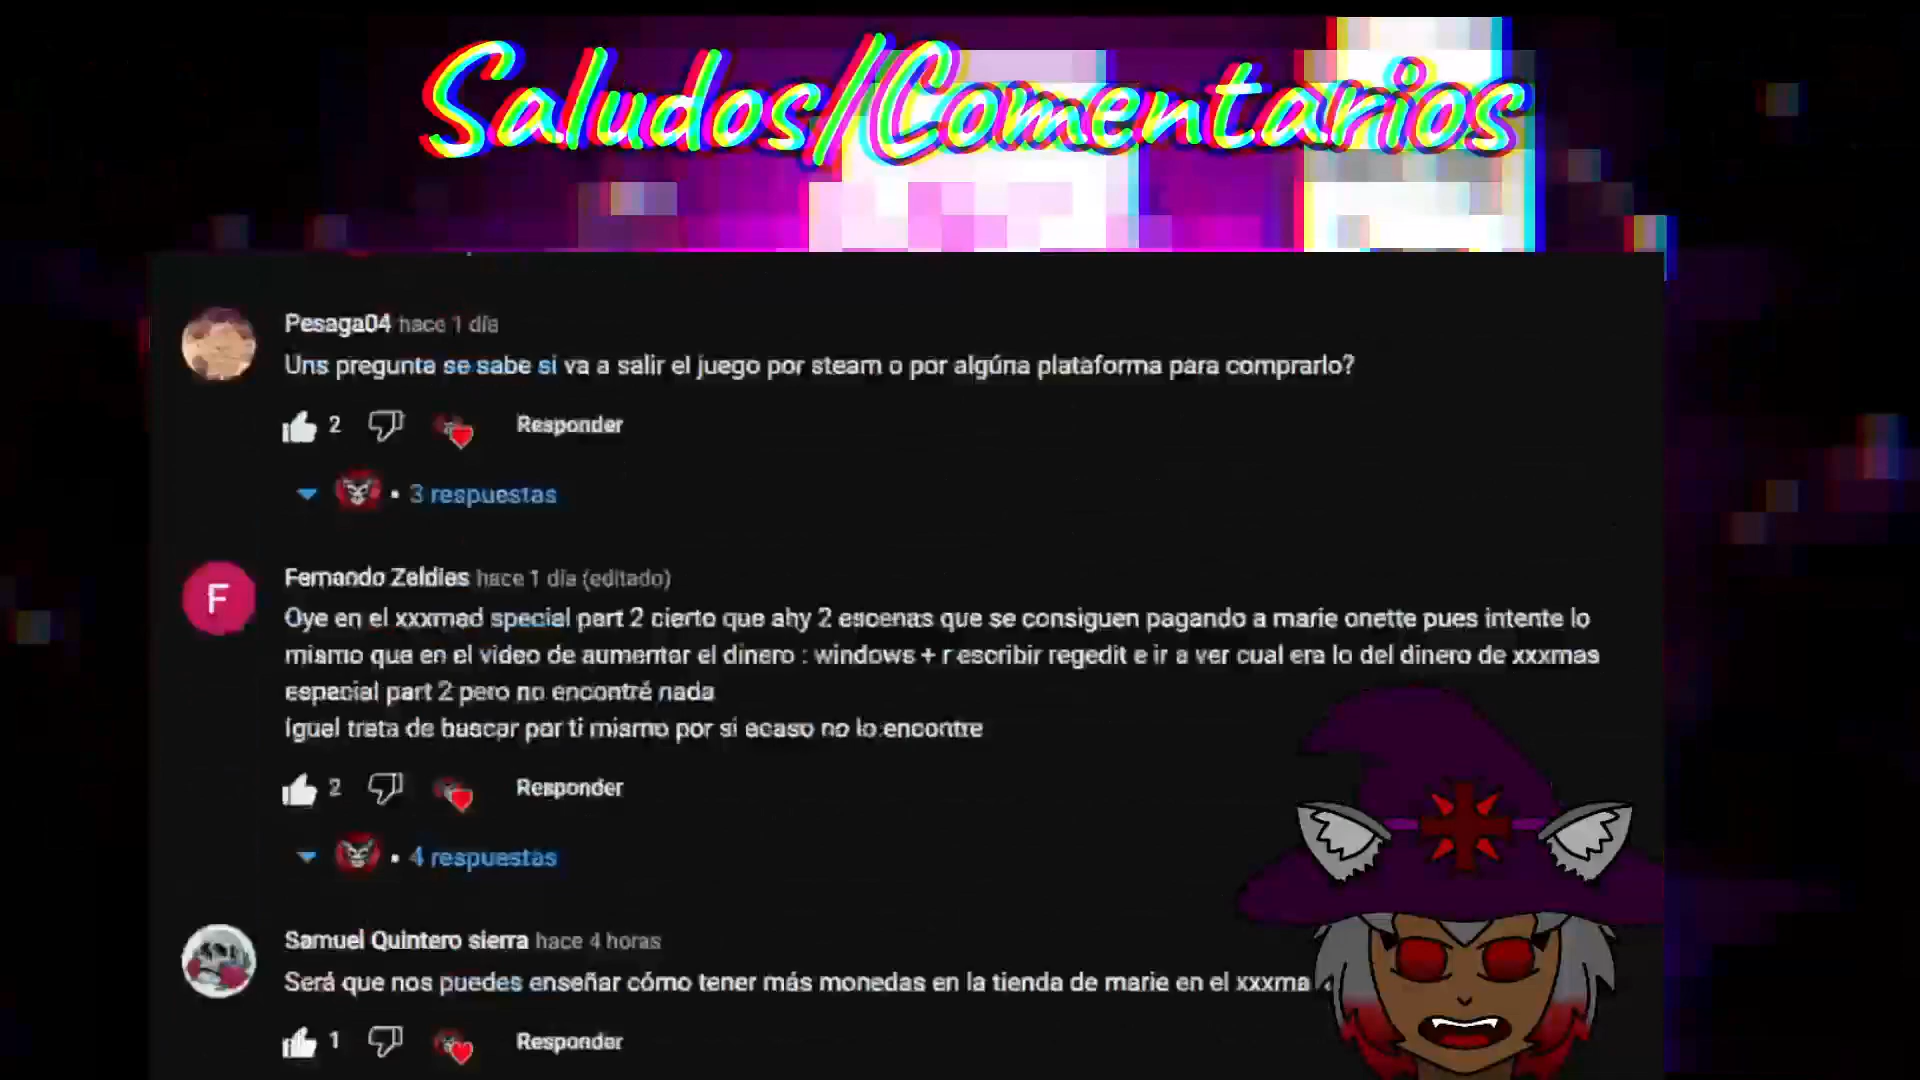 Saludos/Comentarios
Pesaga04 hace 1 día
Uns pregunta se sabe si va a salir el juego por steam o por algúna plataforma para comprarlo?
2 Responder
• 3 respuestas
F
Fernando Zeldies hace 1 día (editado)
Oye en el xxxmad special part 2 cierto que ahy 2 escenas que se consiguen pagando a marie onette pues intente lo
mismo que en el video de aumentar el dinero : windows + r escribir regedit e ir a ver cual era lo del dinero de xxxmas
espacial part 2 pero no encontré nada
Igual trata de buscar por ti mismo por si acaso no lo encontre
2 Responder
• 4 respuestas
Samuel Quintero sierra hace 4 horas
Será que nos puedes enseñar cómo tener más monedas en la tienda de marie en el xxxma
1 Responder